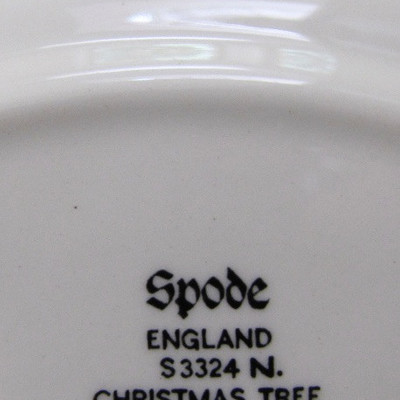 Spode
ENGLAND
S3324 N.
CHRISTMAS TREE